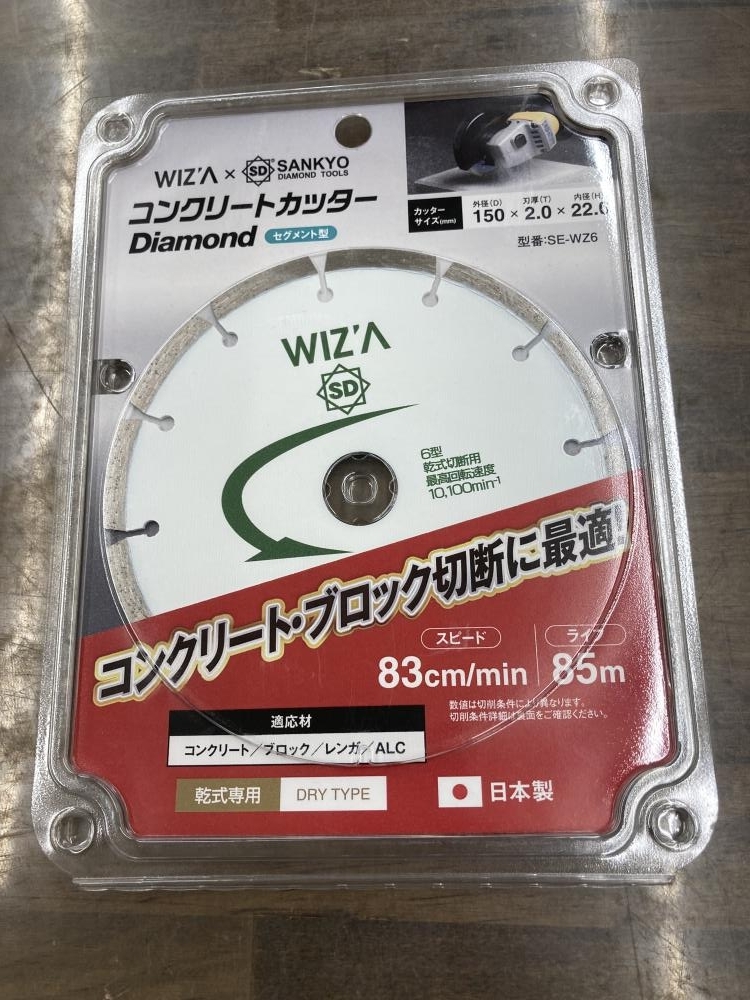 WIZ'A × SD SANKYO
DIAMOND TOOLS
コンクリートカッター
Diamond セグメント型
カッター
サイズ(mm)
外径(D) 刃厚(T) 内径(H)
150 × 2.0 × 22.0
型番:SE-WZ6
WIZ'A
SD
6型
乾式切断用
最高回転速度
10,100min-1
コンクリート・ブロック切断に最適!
スピード ライフ
83cm/min 85m
数値は切削条件により異なります。
切削条件詳細は裏面をご確認ください。
適応材
コンクリート/ブロック/レンガ/ALC
乾式専用 DRY TYPE
日本製